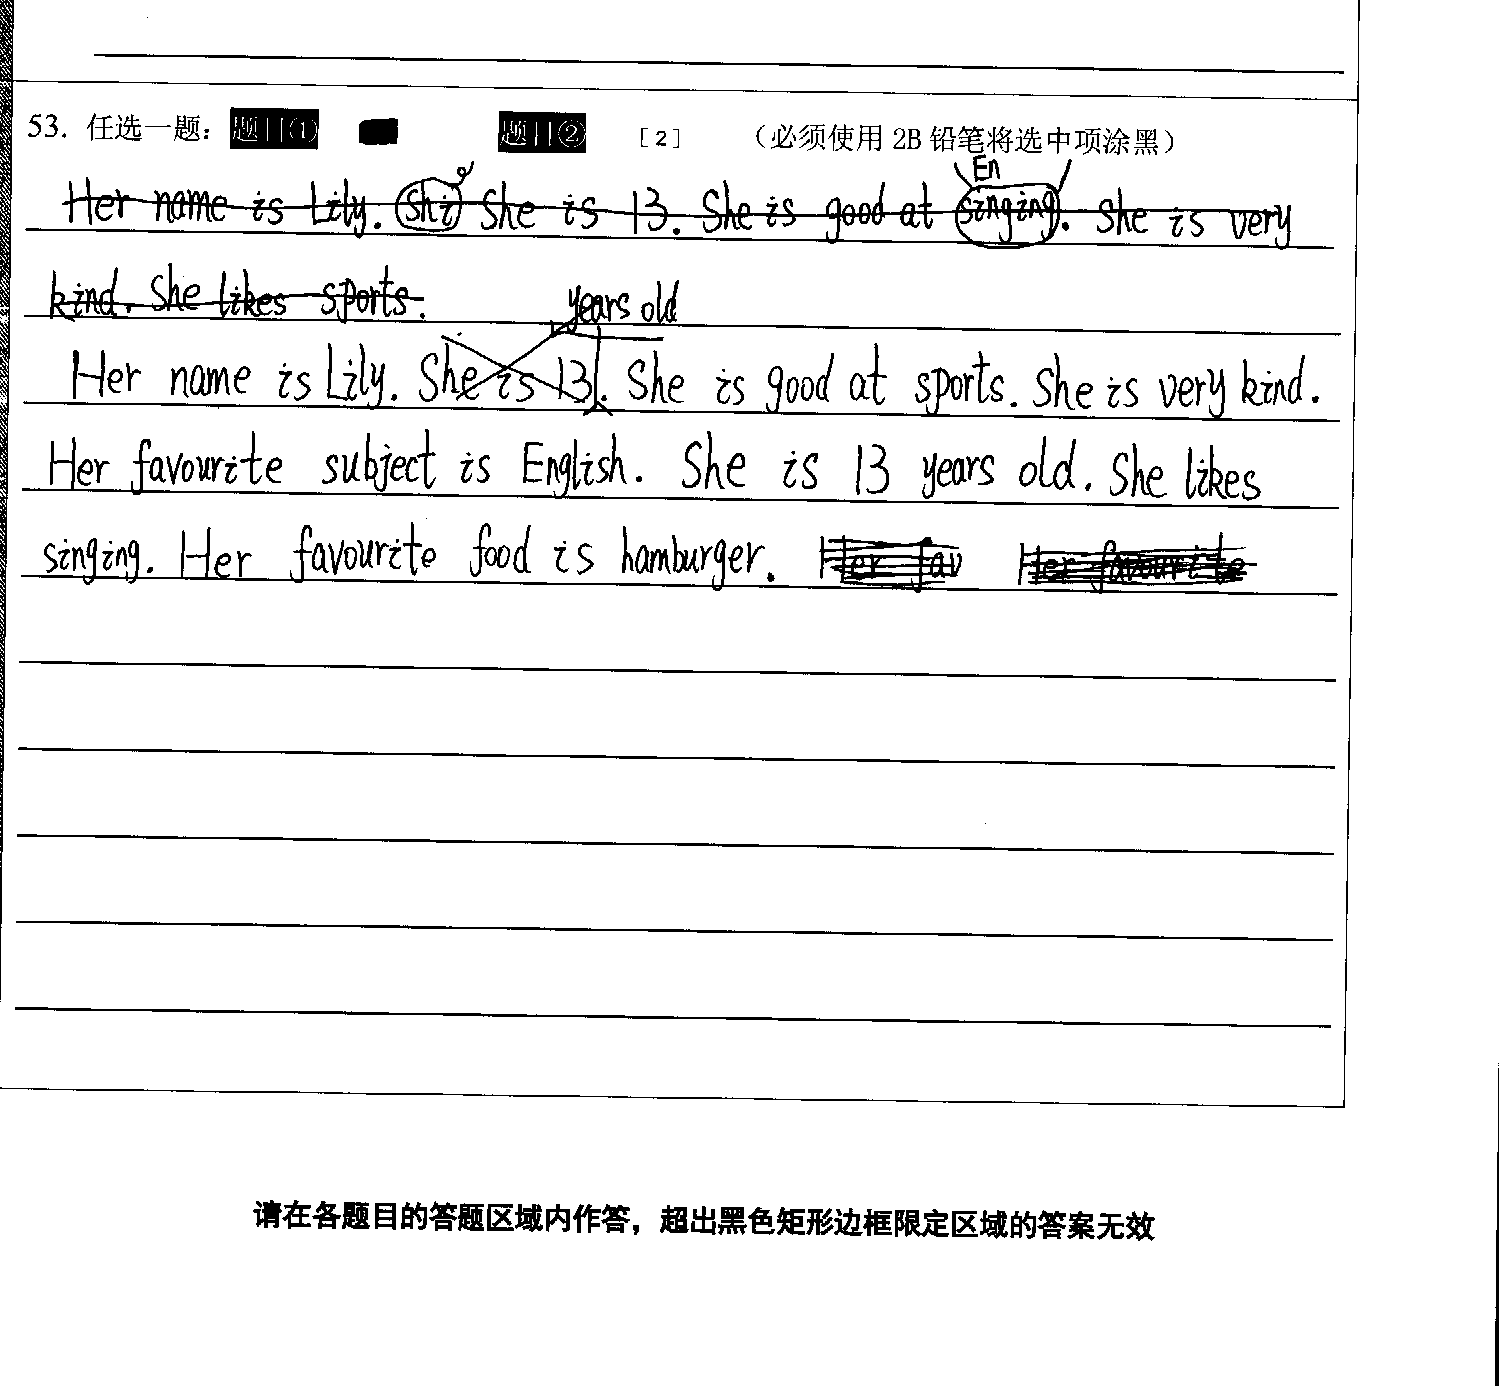 53. 任选一题： 题目① 题目② [2] （必须使用 2B 铅笔将选中项涂黑）
En
Her name is Lily. Shi She is 13. She is good at singing. She is very
kind. She likes sports.
years old
Her name is Lily. She is 13. She is good at sports. She is very kind.
Her favourite subject is English. She is 13 years old. She likes
singing. Her favourite food is hamburger. Her fav Her favourite
请在各题目的答题区域内作答，超出黑色矩形边框限定区域的答案无效